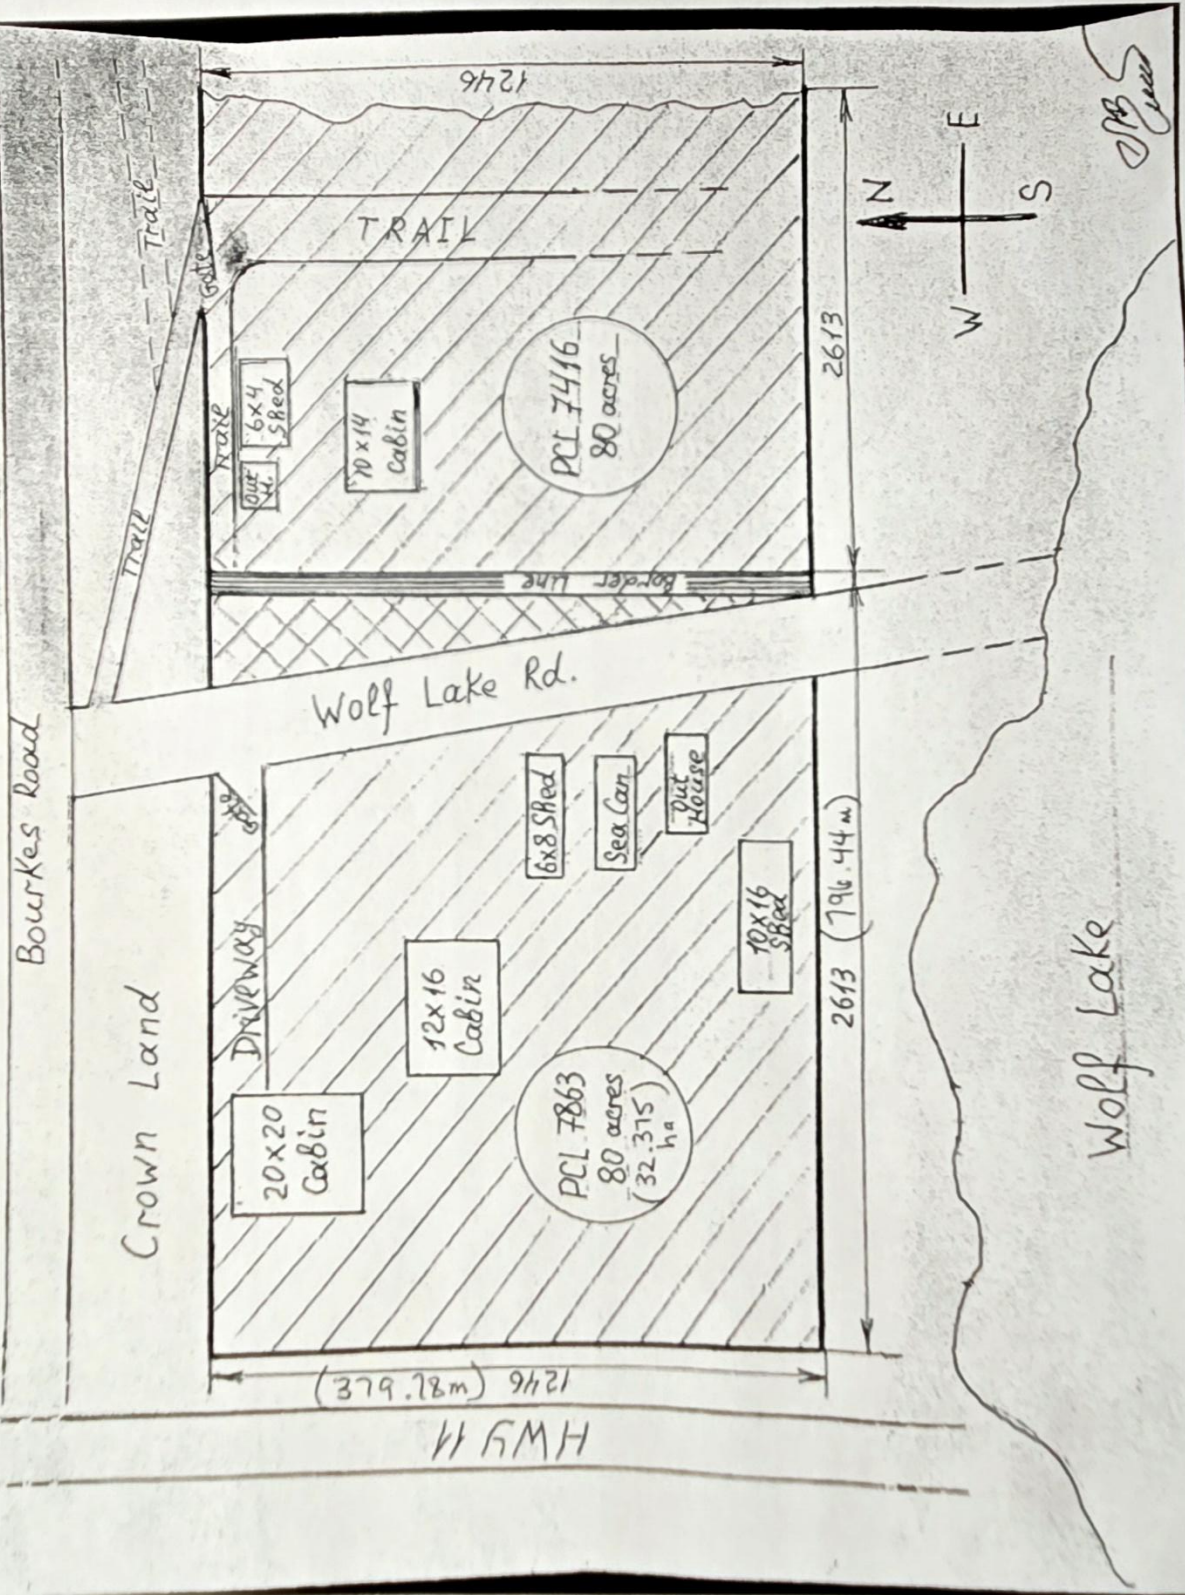 Bourkes Road
Crown Land
Trail
Trail
Gate
Trail
TRAIL
1246
Out
H.
6x4
Shed
10x14
Cabin
PCL 7416
80 acres
2613
N
W
E
S
Border Line
Wolf Lake Rd.
Gate
Driveway
20x20
Cabin
12x16
Cabin
6x8 Shed
Sea Can
Out
House
10x16
Shed
PCL 7863
80 acres
(32.375)
ha
2613 (796.44 m)
1246 (379.78m)
HWY 11
Wolf Lake